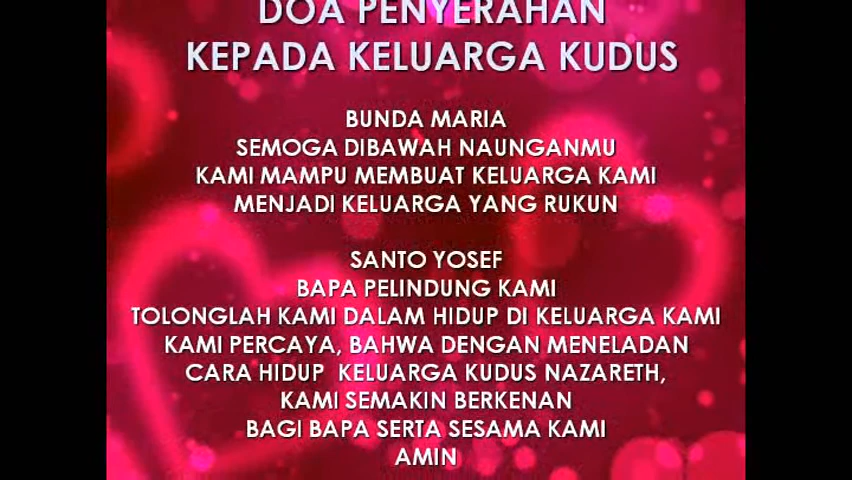 DOA PENYERAHAN
KEPADA KELUARGA KUDUS
BUNDA MARIA
SEMOGA DIBAWAH NAUNGANMU
KAMI MAMPU MEMBUAT KELUARGA KAMI
MENJADI KELUARGA YANG RUKUN
SANTO YOSEF
BAPA PELINDUNG KAMI
TOLONGLAH KAMI DALAM HIDUP DI KELUARGA KAMI
KAMI PERCAYA, BAHWA DENGAN MENELADAN
CARA HIDUP KELUARGA KUDUS NAZARETH,
KAMI SEMAKIN BERKENAN
BAGI BAPA SERTA SESAMA KAMI
AMIN